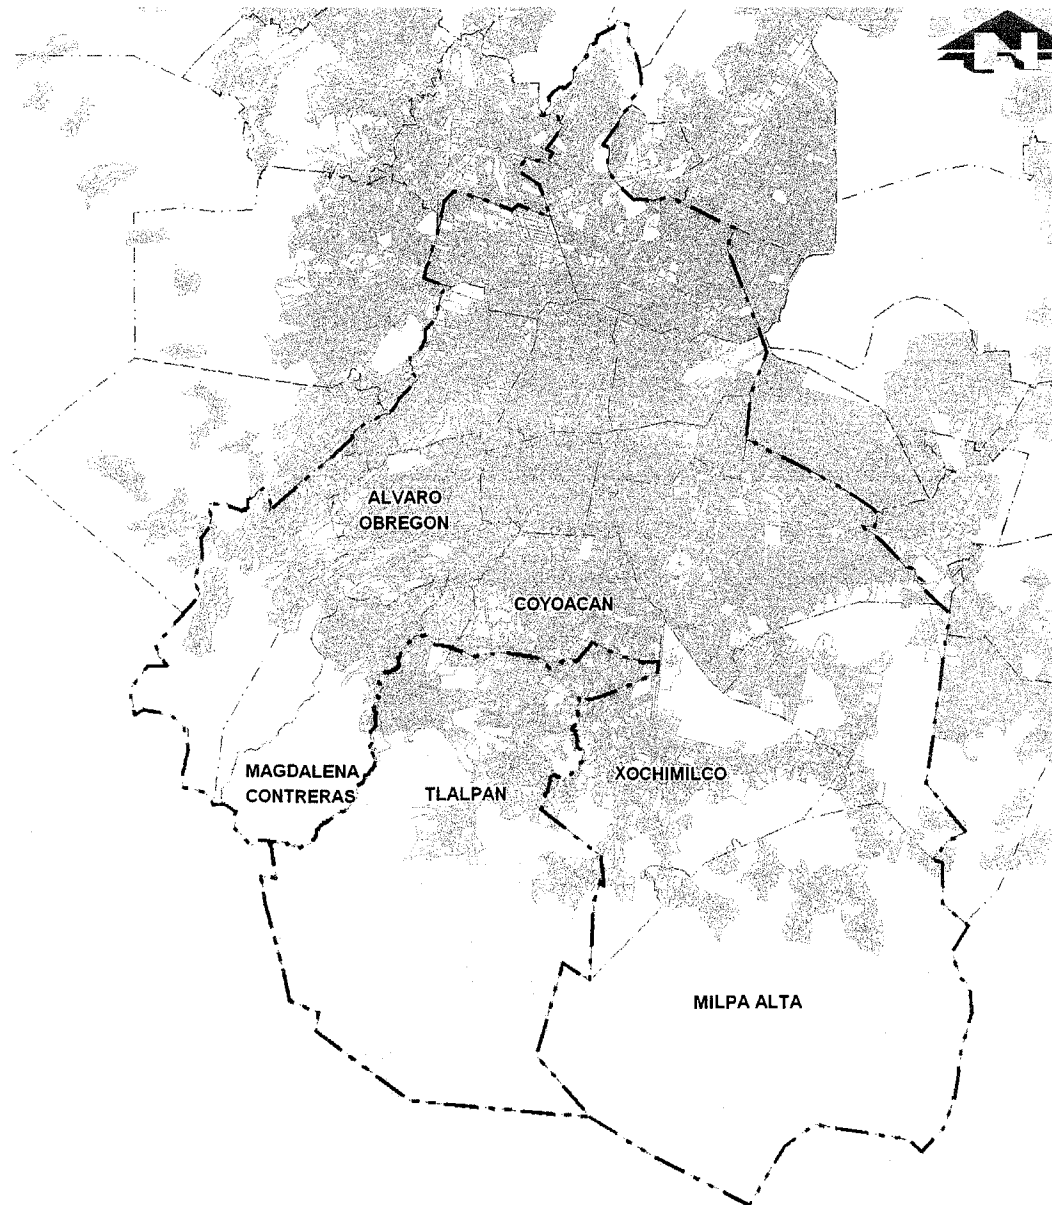 N
ALVARO
OBREGON
COYOACAN
MAGDALENA
CONTRERAS
TLALPAN
XOCHIMILCO
MILPA ALTA